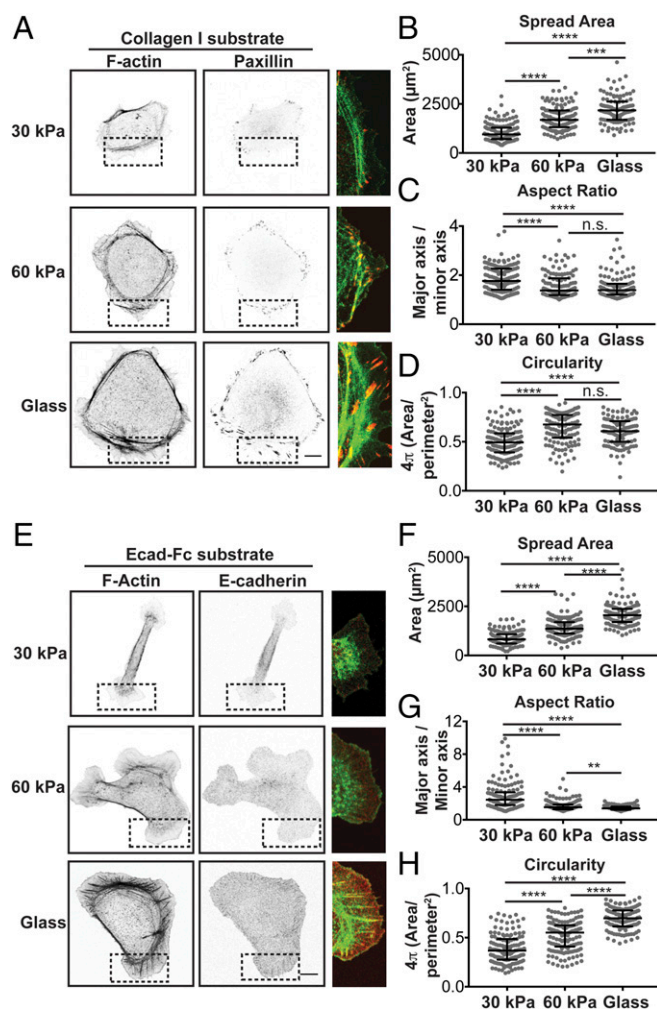 A
Collagen I substrate
F-actin Paxillin
30 kPa
60 kPa
Glass
B
Spread Area
****
**** ***
Area (µm²)
5000
2500
0
30 kPa 60 kPa Glass
C
Aspect Ratio
****
**** n.s.
Major axis /
minor axis
4
2
0
30 kPa 60 kPa Glass
D
Circularity
****
**** n.s.
4π (Area/
perimeter²)
1.0
0.5
0.0
30 kPa 60 kPa Glass
E
Ecad-Fc substrate
F-Actin E-cadherin
30 kPa
60 kPa
Glass
F
Spread Area
****
**** ****
Area (µm²)
5000
2500
0
30 kPa 60 kPa Glass
G
Aspect Ratio
****
**** **
Major axis /
Minor axis
12
8
4
0
30 kPa 60 kPa Glass
H
Circularity
****
**** ****
4π (Area/
perimeter²)
1.0
0.5
0.0
30 kPa 60 kPa Glass